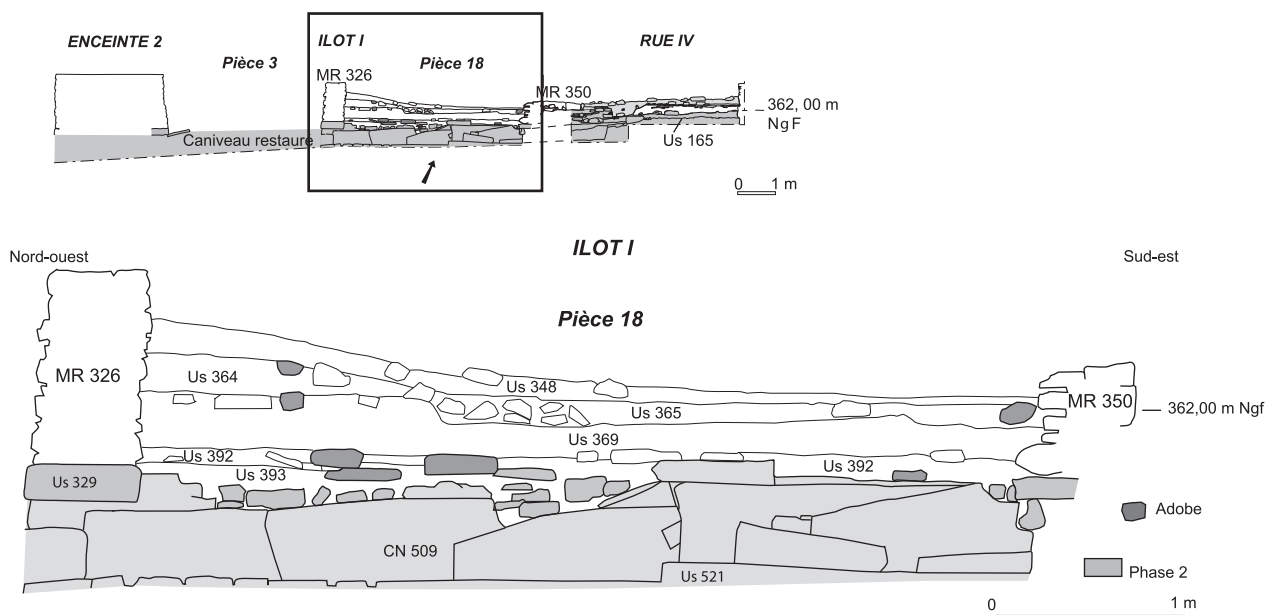 ENCEINTE 2
Pièce 3
ILOT I
MR 326
Pièce 18
RUE IV
MR 350
362, 00 m
NgF
Caniveau restaure
Us 165
0 1 m
ILOT I
Nord-ouest
Sud-est
Pièce 18
MR 326
Us 364
Us 348
Us 365
MR 350
362,00 m Ngf
Us 369
Us 392
Us 393
Us 392
Us 329
Adobe
CN 509
Us 521
Phase 2
0 1 m